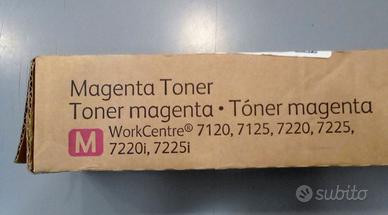 Magenta Toner
Toner magenta • Tóner magenta
M WorkCentre® 7120, 7125, 7220, 7225,
7220i, 7225i
subito